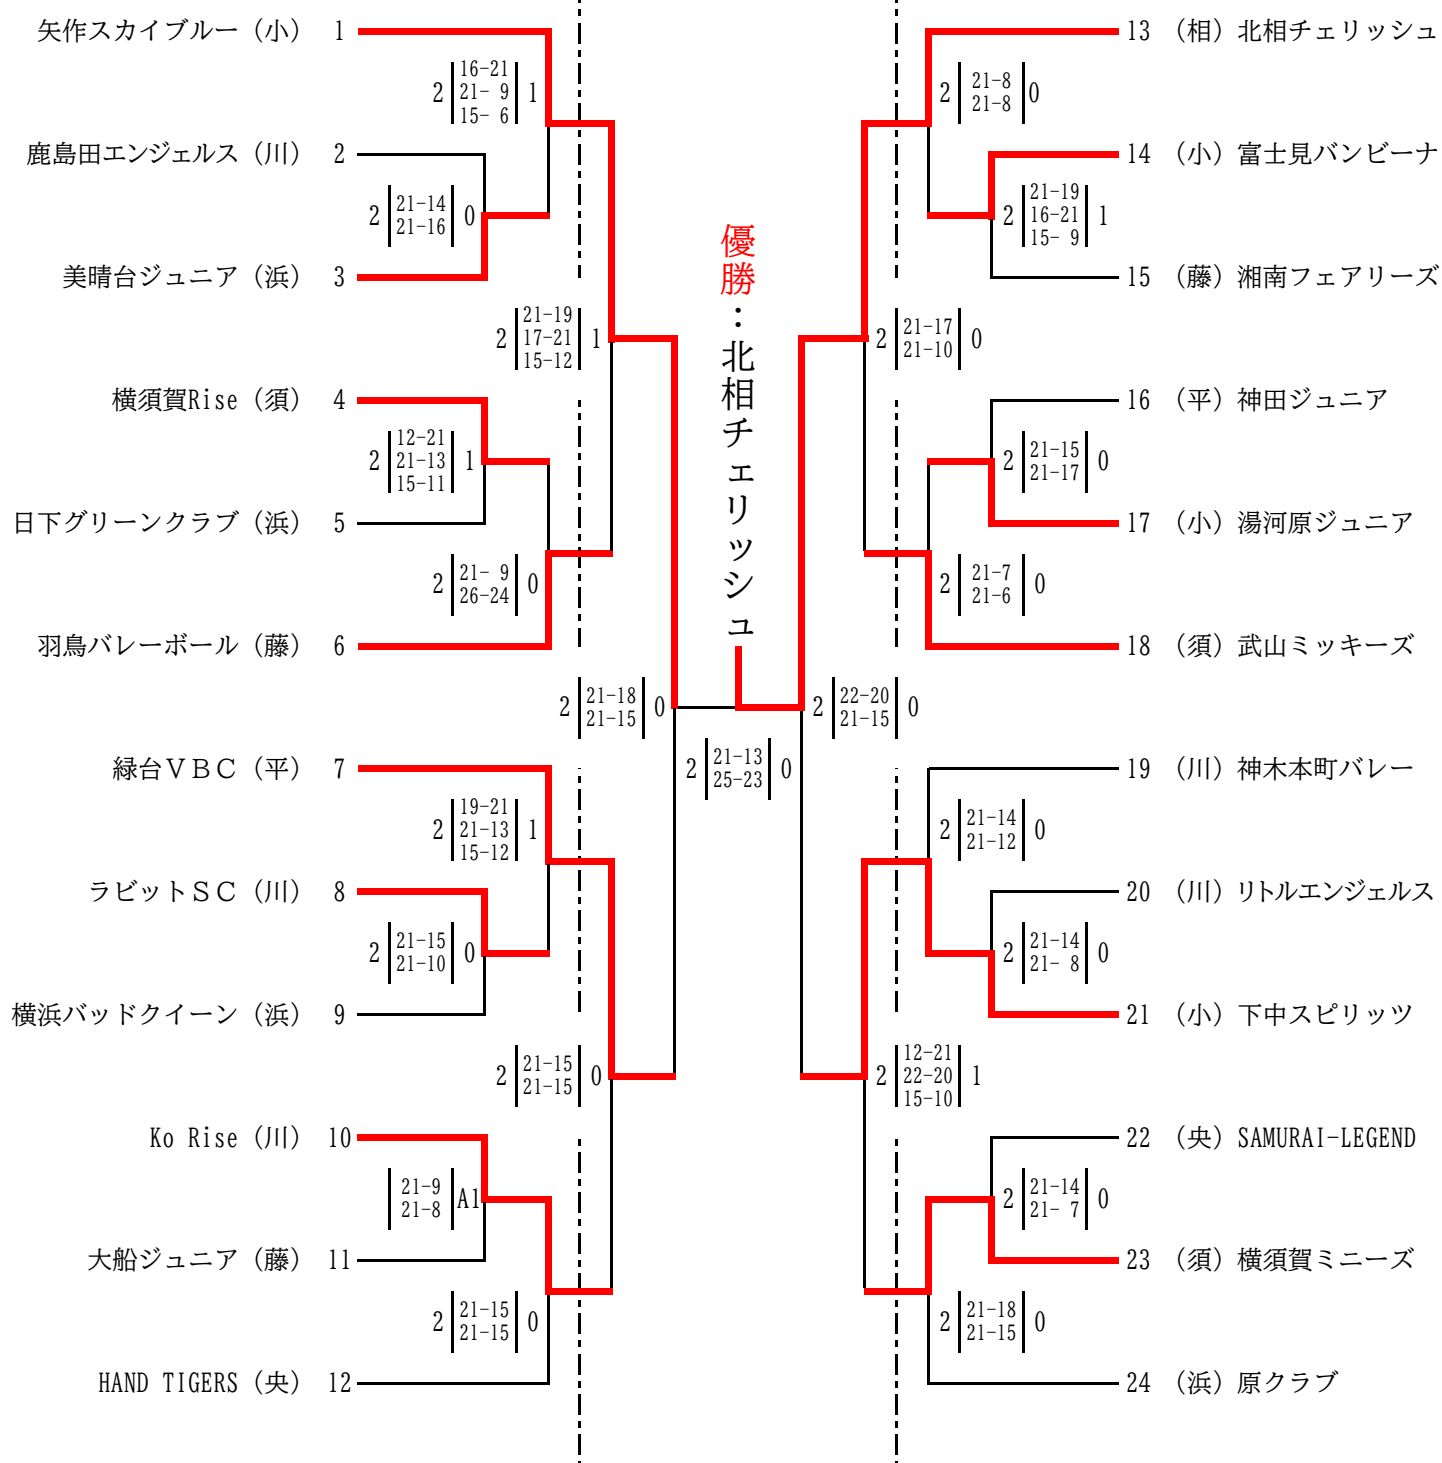 矢作スカイブルー（小） 1
2 16-21 1
21- 9
15- 6
鹿島田エンジェルス（川） 2
2 21-14 0
21-16
美晴台ジュニア（浜） 3
2 21-19 1
17-21
15-12
横須賀Rise（須） 4
2 12-21 1
21-13
15-11
日下グリーンクラブ（浜） 5
2 21- 9 0
26-24
羽鳥バレーボール（藤） 6
2 21-18 0
21-15
緑台ＶＢＣ（平） 7
2 19-21 1
21-13
15-12
ラビットＳＣ（川） 8
2 21-15 0
21-10
横浜バッドクイーン（浜） 9
2 21-15 0
21-15
Ko Rise（川） 10
21-9 A1
21-8
大船ジュニア（藤） 11
2 21-15 0
21-15
HAND TIGERS（央） 12
優勝：北相チェリッシュ
2 21-13 0
25-23
13 （相）北相チェリッシュ
2 21-8 0
21-8
14 （小）富士見バンビーナ
2 21-19 1
16-21
15- 9
15 （藤）湘南フェアリーズ
2 21-17 0
21-10
16 （平）神田ジュニア
2 21-15 0
21-17
17 （小）湯河原ジュニア
2 21-7 0
21-6
18 （須）武山ミッキーズ
2 22-20 0
21-15
19 （川）神木本町バレー
2 21-14 0
21-12
20 （川）リトルエンジェルス
2 21-14 0
21- 8
21 （小）下中スピリッツ
2 12-21 1
22-20
15-10
22 （央）SAMURAI-LEGEND
2 21-14 0
21- 7
23 （須）横須賀ミニーズ
2 21-18 0
21-15
24 （浜）原クラブ